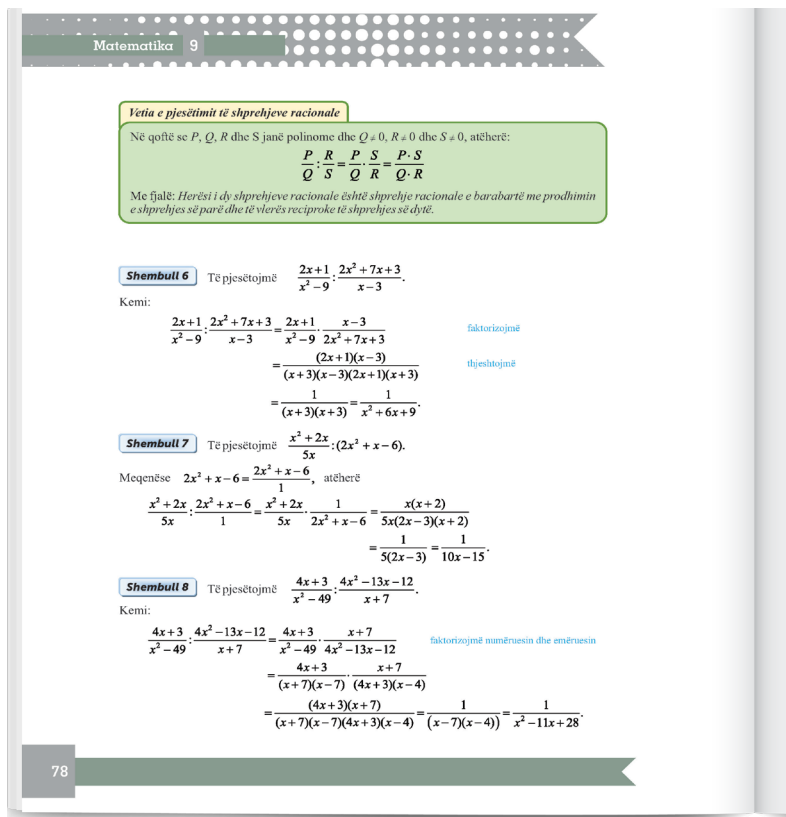 Matematika 9
Vetia e pjesëtimit të shprehjeve racionale
Në qoftë se P, Q, R dhe S janë polinome dhe Q ≠ 0, R ≠ 0 dhe S ≠ 0, atëherë:
P/Q : R/S = P/Q · S/R = P·S/Q·R
Me fjalë: Herësi i dy shprehjeve racionale është shprehje racionale e barabartë me prodhimin
e shprehjes së parë dhe të vlerës reciproke të shprehjes së dytë.
Shembull 6 Të pjesëtojmë (2x+1)/(x²−9) : (2x²+7x+3)/(x−3).
Kemi:
(2x+1)/(x²−9) : (2x²+7x+3)/(x−3) = (2x+1)/(x²−9) · (x−3)/(2x²+7x+3) faktorizojmë
= (2x+1)(x−3)/(x+3)(x−3)(2x+1)(x+3) thjeshtojmë
= 1/(x+3)(x+3) = 1/(x²+6x+9).
Shembull 7 Të pjesëtojmë (x²+2x)/5x : (2x²+x−6).
Meqenëse 2x²+x−6 = (2x²+x−6)/1, atëherë
(x²+2x)/5x : (2x²+x−6)/1 = (x²+2x)/5x · 1/(2x²+x−6) = x(x+2)/5x(2x−3)(x+2)
= 1/5(2x−3) = 1/(10x−15).
Shembull 8 Të pjesëtojmë (4x+3)/(x²−49) : (4x²−13x−12)/(x+7).
Kemi:
(4x+3)/(x²−49) : (4x²−13x−12)/(x+7) = (4x+3)/(x²−49) · (x+7)/(4x²−13x−12) faktorizojmë numëruesin dhe emëruesin
= (4x+3)/(x+7)(x−7) · (x+7)/(4x+3)(x−4)
= (4x+3)(x+7)/(x+7)(x−7)(4x+3)(x−4) = 1/(x−7)(x−4)) = 1/(x²−11x+28).
78